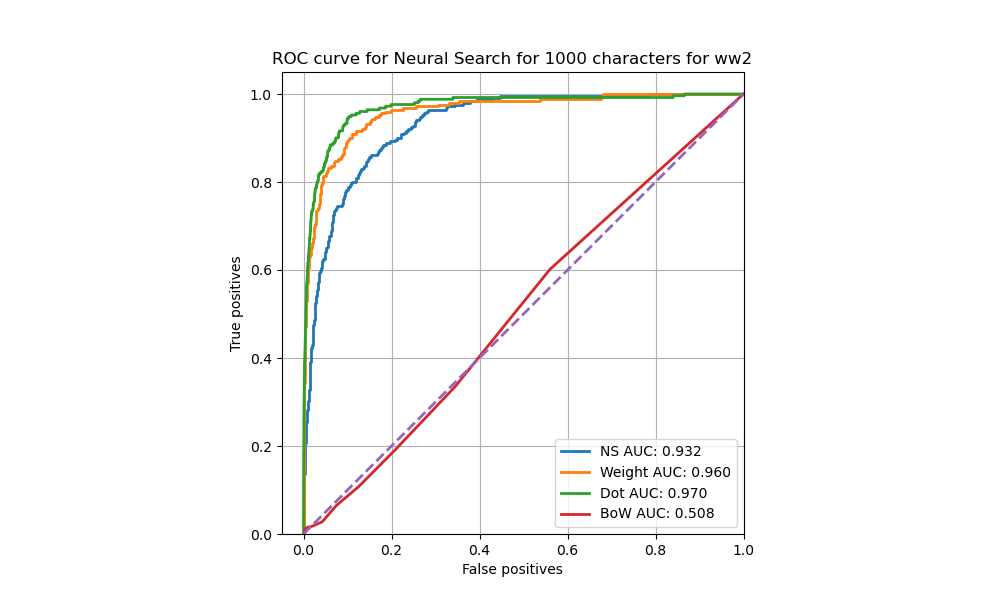 ROC curve for Neural Search for 1000 characters for ww2
True positives
1.0
0.8
0.6
0.4
0.2
0.0
NS AUC: 0.932
Weight AUC: 0.960
Dot AUC: 0.970
BoW AUC: 0.508
0.0 0.2 0.4 0.6 0.8 1.0
False positives